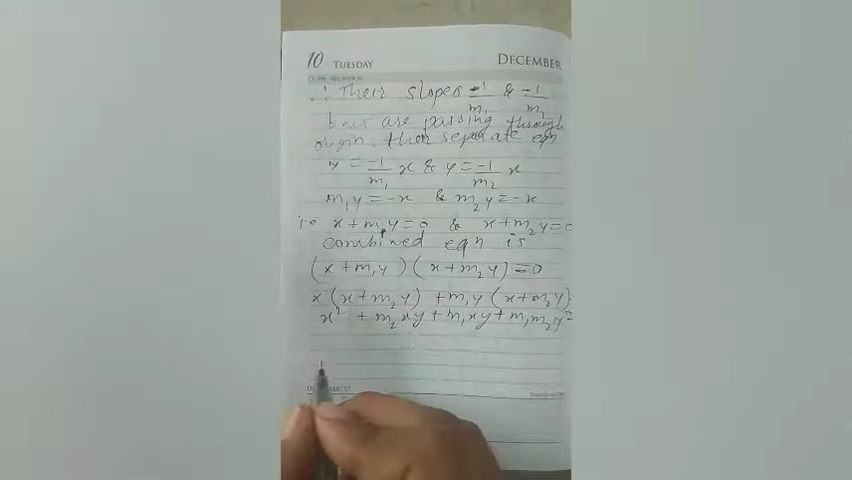 10 TUESDAY DECEMBER
∴ Their slopes -1/m₁ & -1/m₂
are passing through
origin. their separate eqn
y = -1/m₁ x & y = -1/m₂ x
m₁y = -x & m₂y = -x
i.e x + m₁y = 0 & x + m₂y = 0
combined eqn is
(x + m₁y)(x + m₂y) = 0
x(x + m₂y) + m₁y(x + m₂y)
x² + m₂xy + m₁xy + m₁m₂y² =